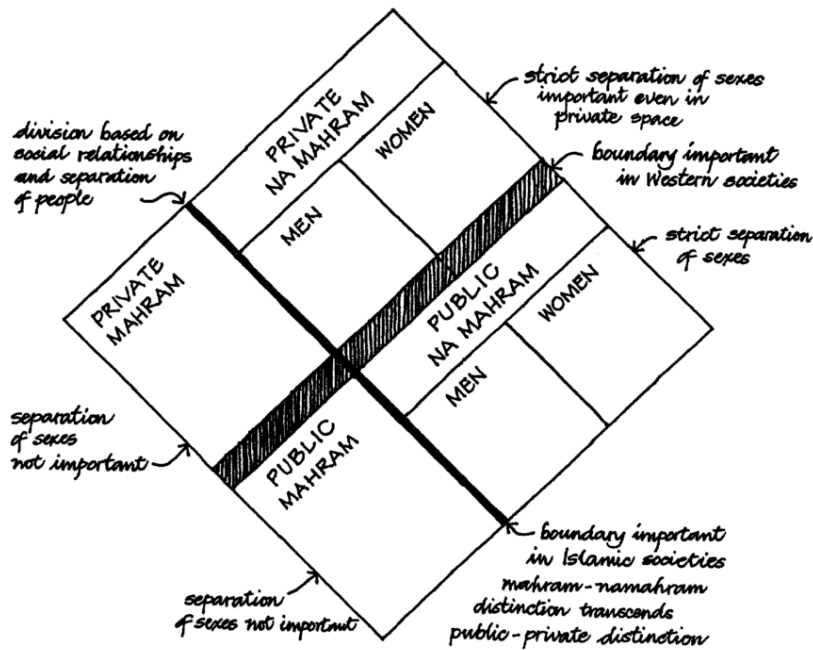 strict separation of sexes
important even in
private space
boundary important
in Western societies
strict separation
of sexes
division based on
social relationships
and separation
of people
PRIVATE
NA MAHRAM
MEN
WOMEN
PRIVATE
MAHRAM
PUBLIC
NA MAHRAM
MEN
WOMEN
PUBLIC
MAHRAM
separation
of sexes
not important
separation
of sexes not important
boundary important
in Islamic societies
mahram-namahram
distinction transcends
public-private distinction